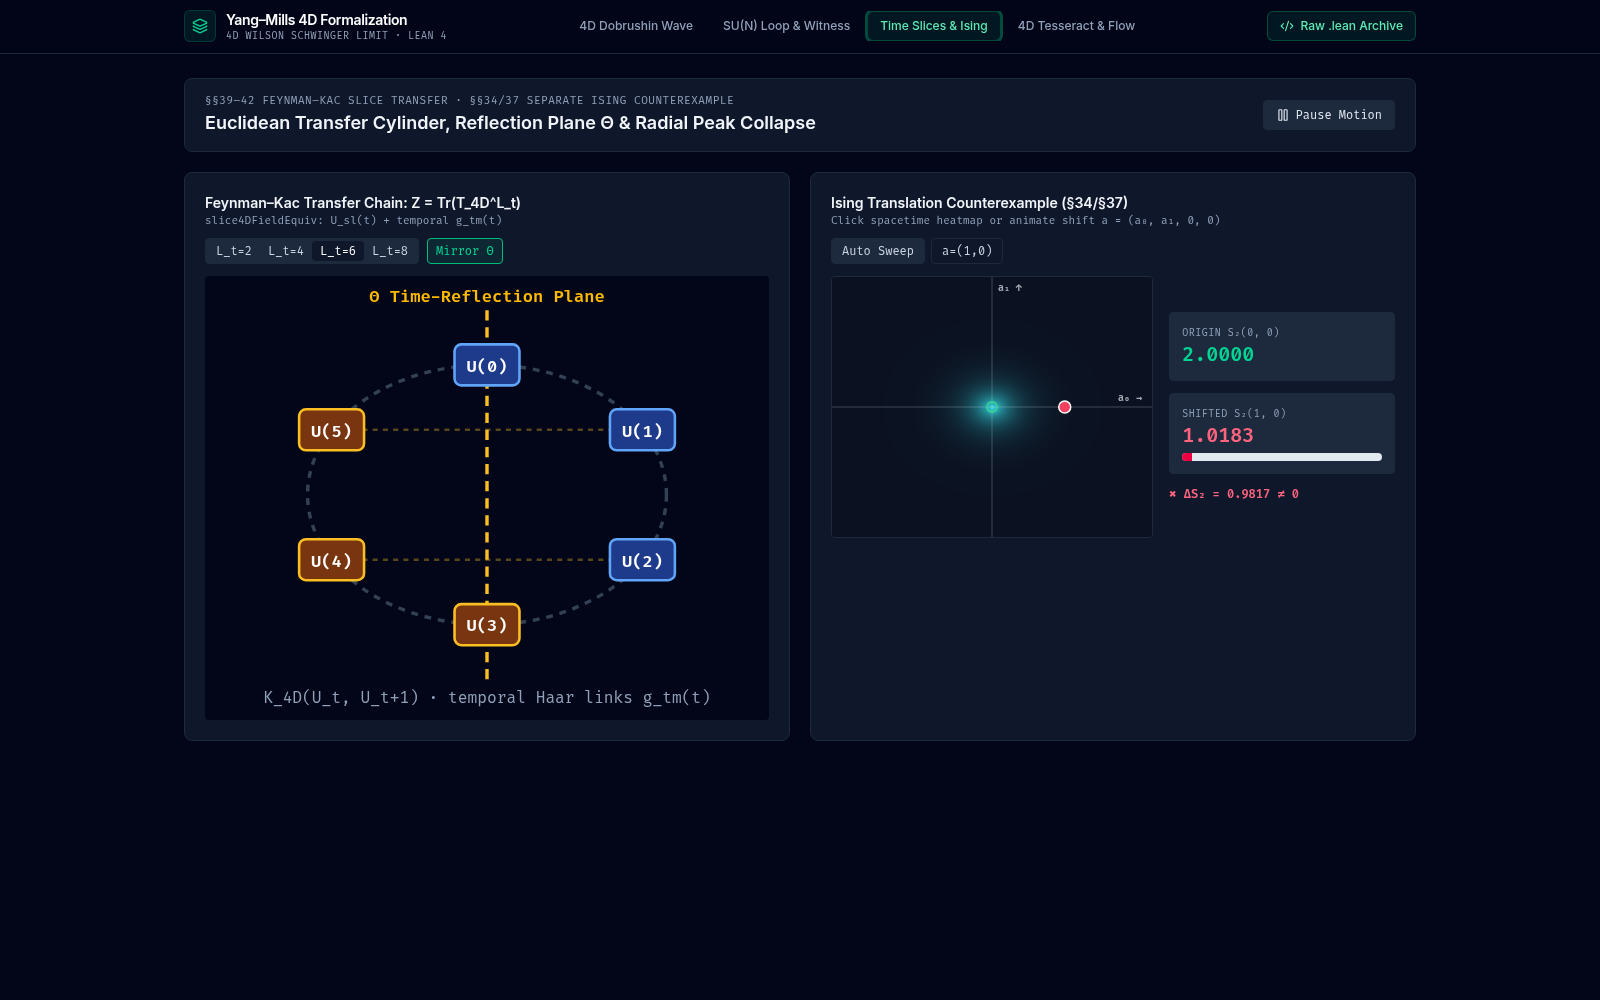 Yang–Mills 4D Formalization
4D WILSON SCHWINGER LIMIT · LEAN 4
4D Dobrushin Wave
SU(N) Loop & Witness
Time Slices & Ising
4D Tesseract & Flow
Raw .lean Archive
§§39–42 FEYNMAN–KAC SLICE TRANSFER · §§34/37 SEPARATE ISING COUNTEREXAMPLE
Euclidean Transfer Cylinder, Reflection Plane Θ & Radial Peak Collapse
Pause Motion
Feynman–Kac Transfer Chain: Z = Tr(T_4D^L_t)
slice4DFieldEquiv: U_sl(t) + temporal g_tm(t)
L_t=2
L_t=4
L_t=6
L_t=8
Mirror Θ
Θ Time-Reflection Plane
U(0)
U(5)
U(1)
U(4)
U(2)
U(3)
K_4D(U_t, U_t+1) · temporal Haar links g_tm(t)
Ising Translation Counterexample (§34/§37)
Click spacetime heatmap or animate shift a = (a₀, a₁, 0, 0)
Auto Sweep
a=(1,0)
a₁ ↑
a₀ →
ORIGIN S₂(0, 0)
2.0000
SHIFTED S₂(1, 0)
1.0183
✖ ΔS₂ = 0.9817 ≠ 0